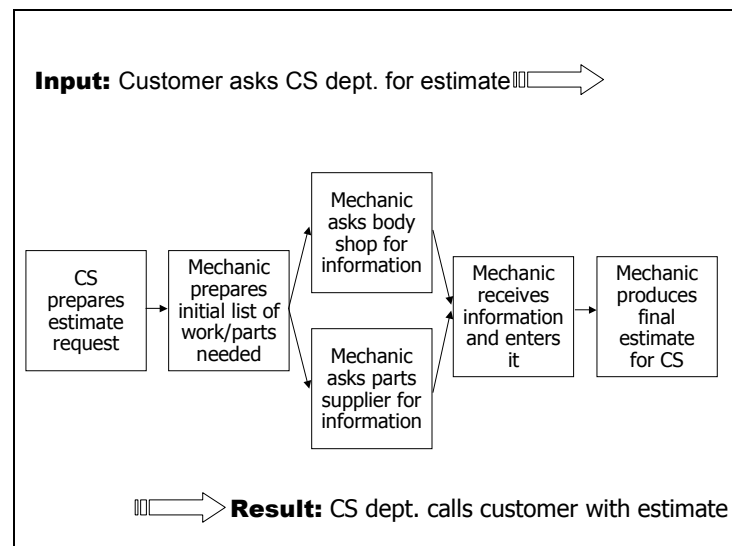 Input: Customer asks CS dept. for estimate
CS
prepares
estimate
request
Mechanic
prepares
initial list of
work/parts
needed
Mechanic
asks body
shop for
information
Mechanic
asks parts
supplier for
information
Mechanic
receives
information
and enters
it
Mechanic
produces
final
estimate
for CS
Result: CS dept. calls customer with estimate